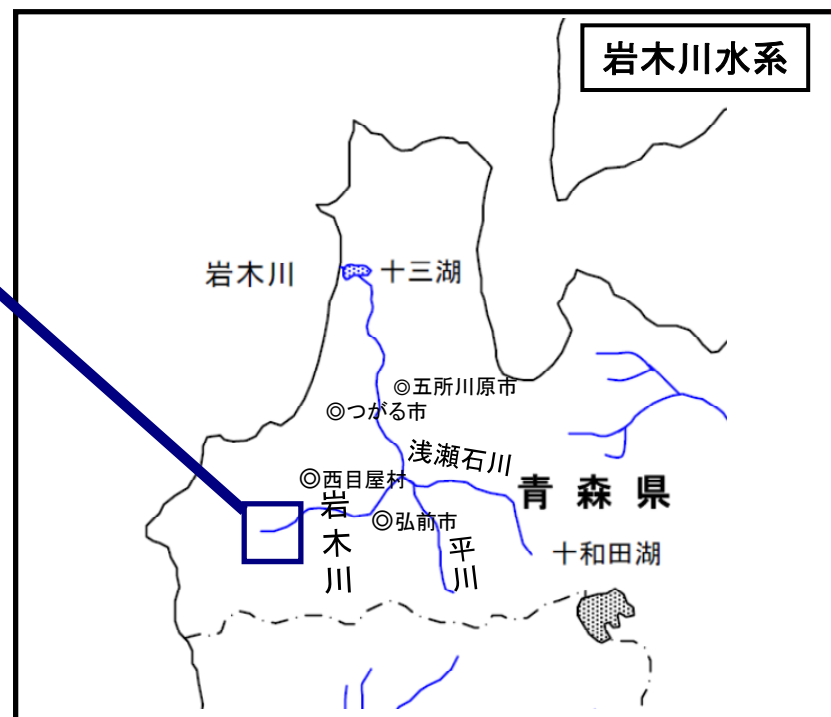 岩木川水系
岩木川
十三湖
◎五所川原市
◎つがる市
浅瀬石川
◎西目屋村
青森県
岩木川
◎弘前市
平川
十和田湖